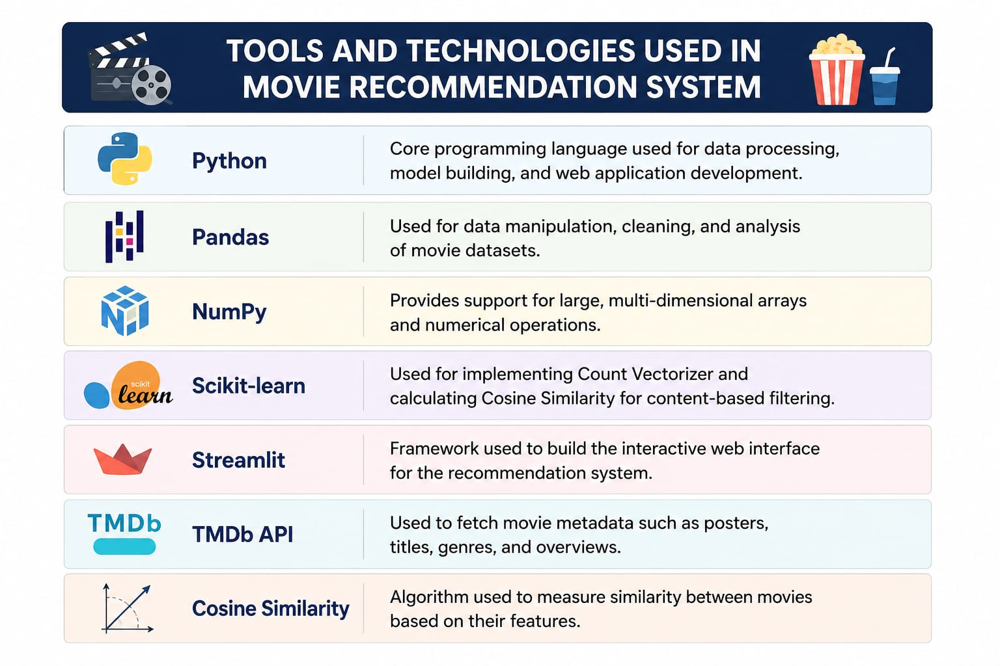 TOOLS AND TECHNOLOGIES USED IN
MOVIE RECOMMENDATION SYSTEM
Python
Core programming language used for data processing,
model building, and web application development.
Pandas
Used for data manipulation, cleaning, and analysis
of movie datasets.
NumPy
Provides support for large, multi-dimensional arrays
and numerical operations.
scikit
learn
Scikit-learn
Used for implementing Count Vectorizer and
calculating Cosine Similarity for content-based filtering.
Streamlit
Framework used to build the interactive web interface
for the recommendation system.
TMDb
TMDb API
Used to fetch movie metadata such as posters,
titles, genres, and overviews.
Cosine Similarity
Algorithm used to measure similarity between movies
based on their features.